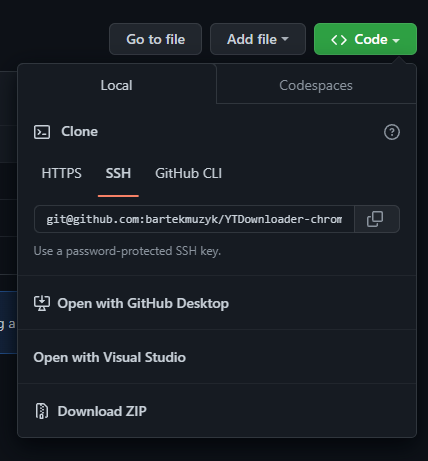 Go to file Add file Code
Local Codespaces
Clone
HTTPS SSH GitHub CLI
git@github.com:bartekmuzyk/YTDownloader-chrom
Use a password-protected SSH key.
g a
Open with GitHub Desktop
Open with Visual Studio
Download ZIP